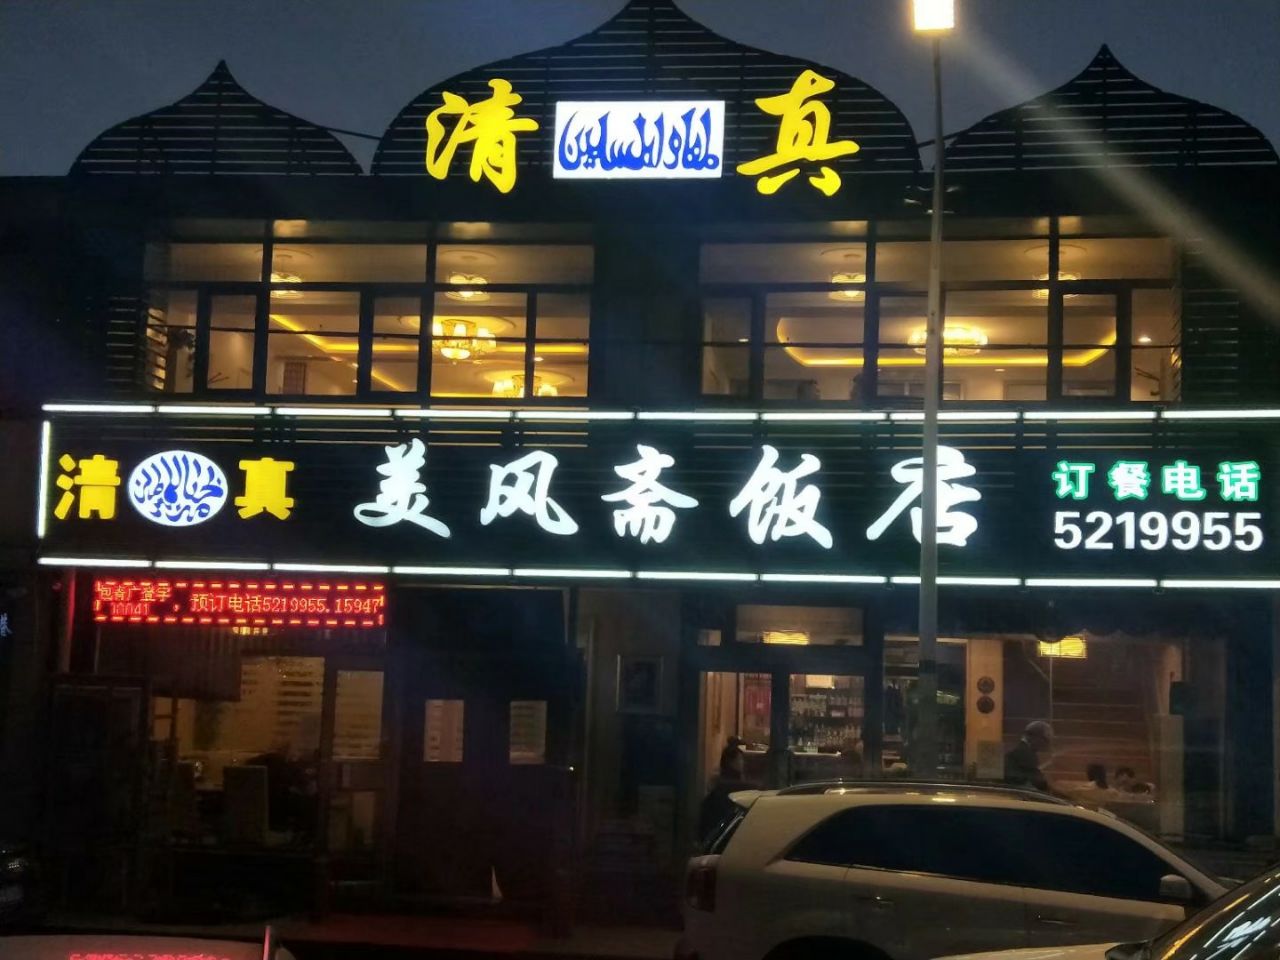 清 真
清 真 美风斋饭店 订餐电话
5219955
，预订电话5219955.15947
10041